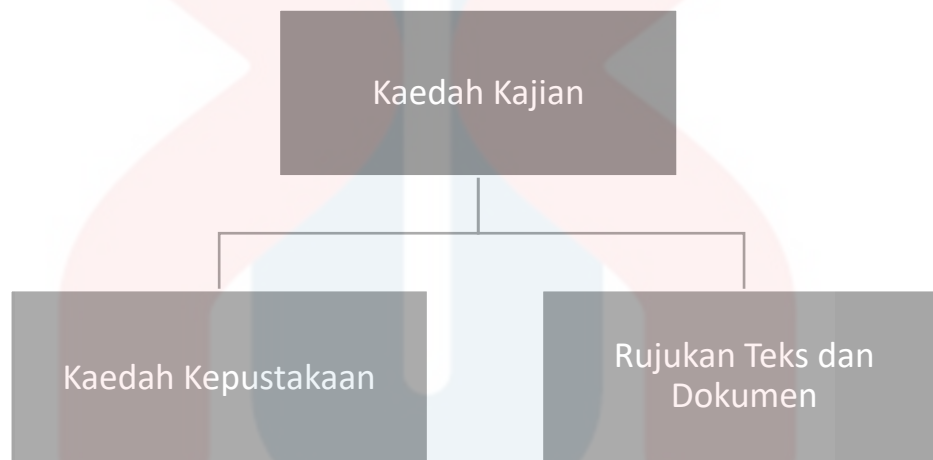 Kaedah Kajian
Kaedah Kepustakaan
Rujukan Teks dan
Dokumen